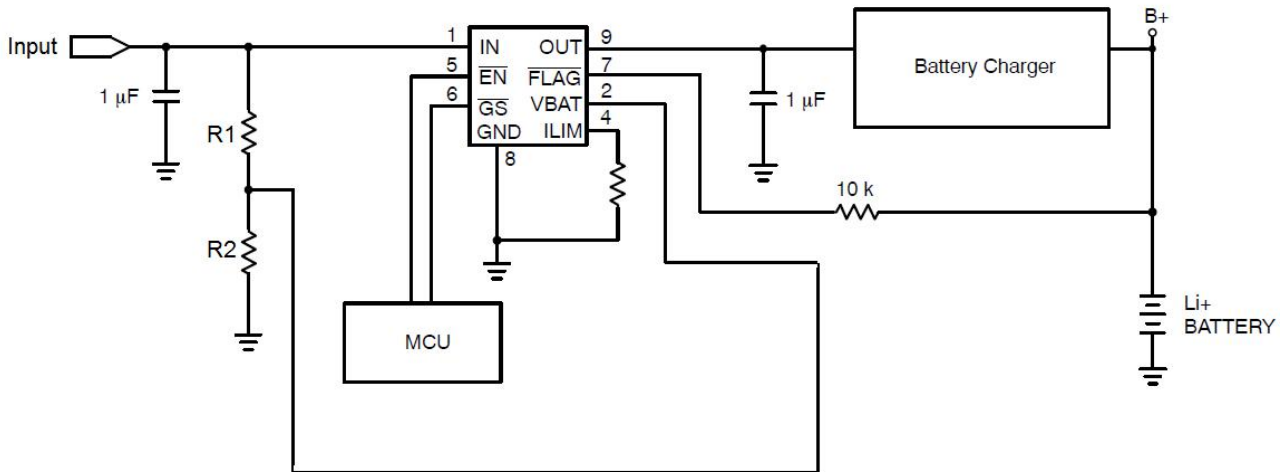 B+
Input
1
IN
OUT
9
5
EN
FLAG
7
6
GS
VBAT
2
GND
ILIM
4
8
Battery Charger
1 μF
1 μF
R1
R2
10 k
MCU
Li+
BATTERY